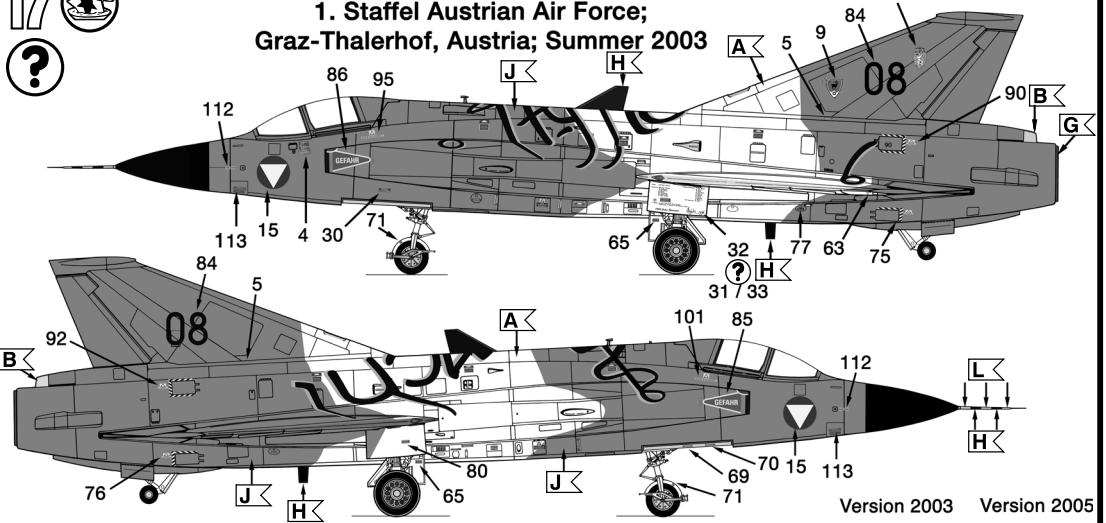 17
?
1. Staffel Austrian Air Force;
Graz-Thalerhof, Austria; Summer 2003
84
9
5
A
H
J
86
95
112
08
90
B
G
GEFAHR
90
113
15
4
30
71
65
32
?
31 / 33
H
77
63
75
84
5
92
08
B
A
101
85
112
L
GEFAHR
H
76
J
H
65
80
J
69
70
71
15
113
Version 2003
Version 2005